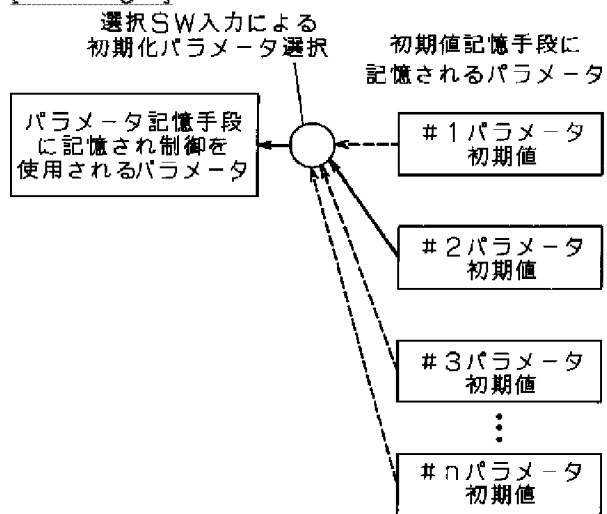 選択SW入力による
初期化パラメータ選択
初期値記憶手段に
記憶されるパラメータ
パラメータ記憶手段
に記憶され制御を
使用されるパラメータ
#1パラメータ
初期値
#2パラメータ
初期値
#3パラメータ
初期値
#nパラメータ
初期値